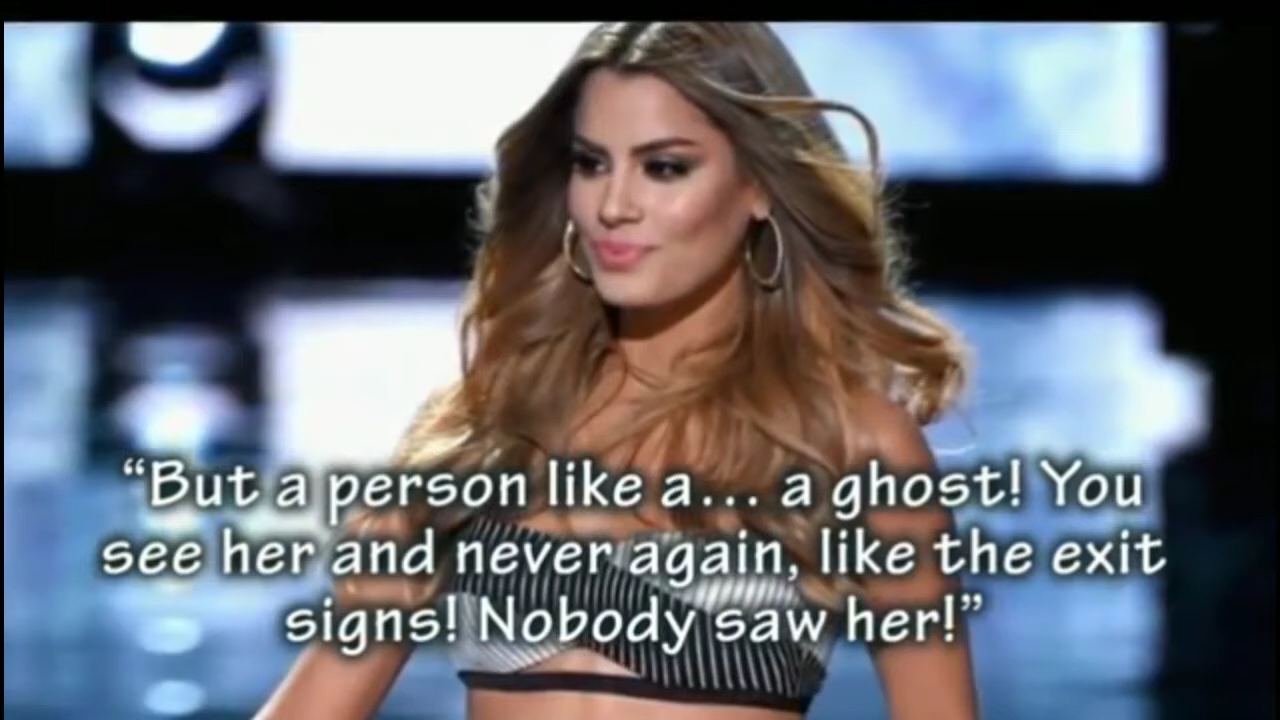 “But a person like a... a ghost! You
see her and never again, like the exit
signs! Nobody saw her!”